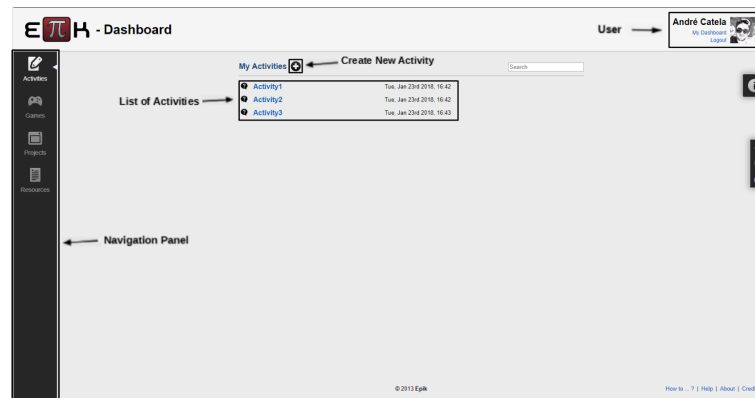 EπK - Dashboard
User
André Catela
My Dashboard
Logout
Activities
Games
Projects
Resources
My Activities
Create New Activity
Search
List of Activities
Activity1 Tue, Jan 23rd 2018, 16:42
Activity2 Tue, Jan 23rd 2018, 16:42
Activity3 Tue, Jan 23rd 2018, 16:43
Navigation Panel
© 2013 Epik
How to... ? | Help | About | Credi